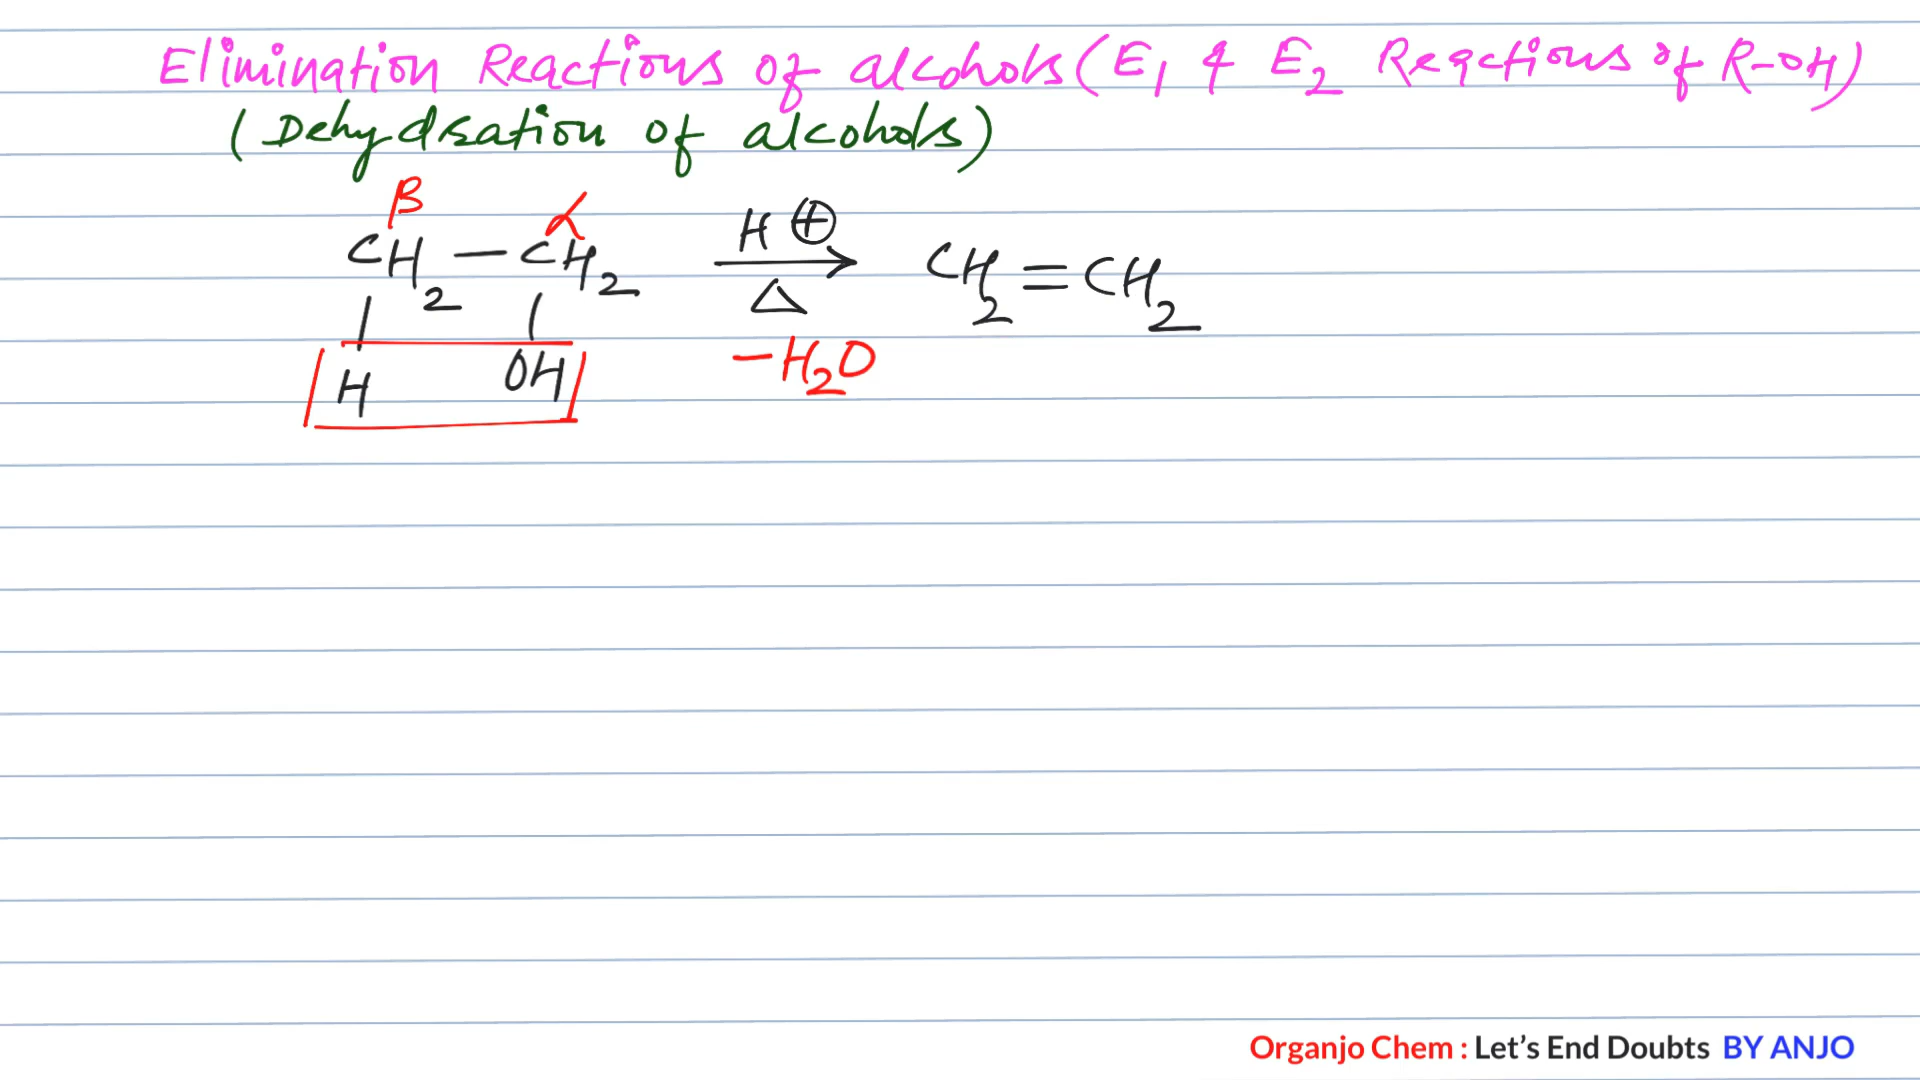 Elimination Reactions of alcohols (E₁ & E₂ Reactions of R-OH)
(Dehydration of alcohols)
β α
CH₂ — CH₂ H⊕ → CH₂=CH₂
| | Δ
H OH -H₂O
Organjo Chem : Let's End Doubts BY ANJO